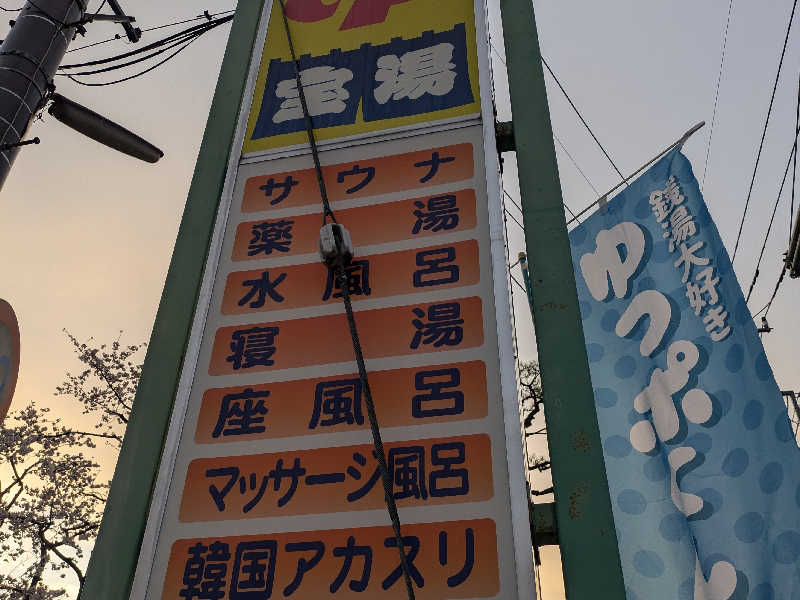 宝湯
サウナ
薬湯
水風呂
寝湯
座風呂
マッサージ風呂
韓国アカスリ
銭湯大好き
ゆっポくん